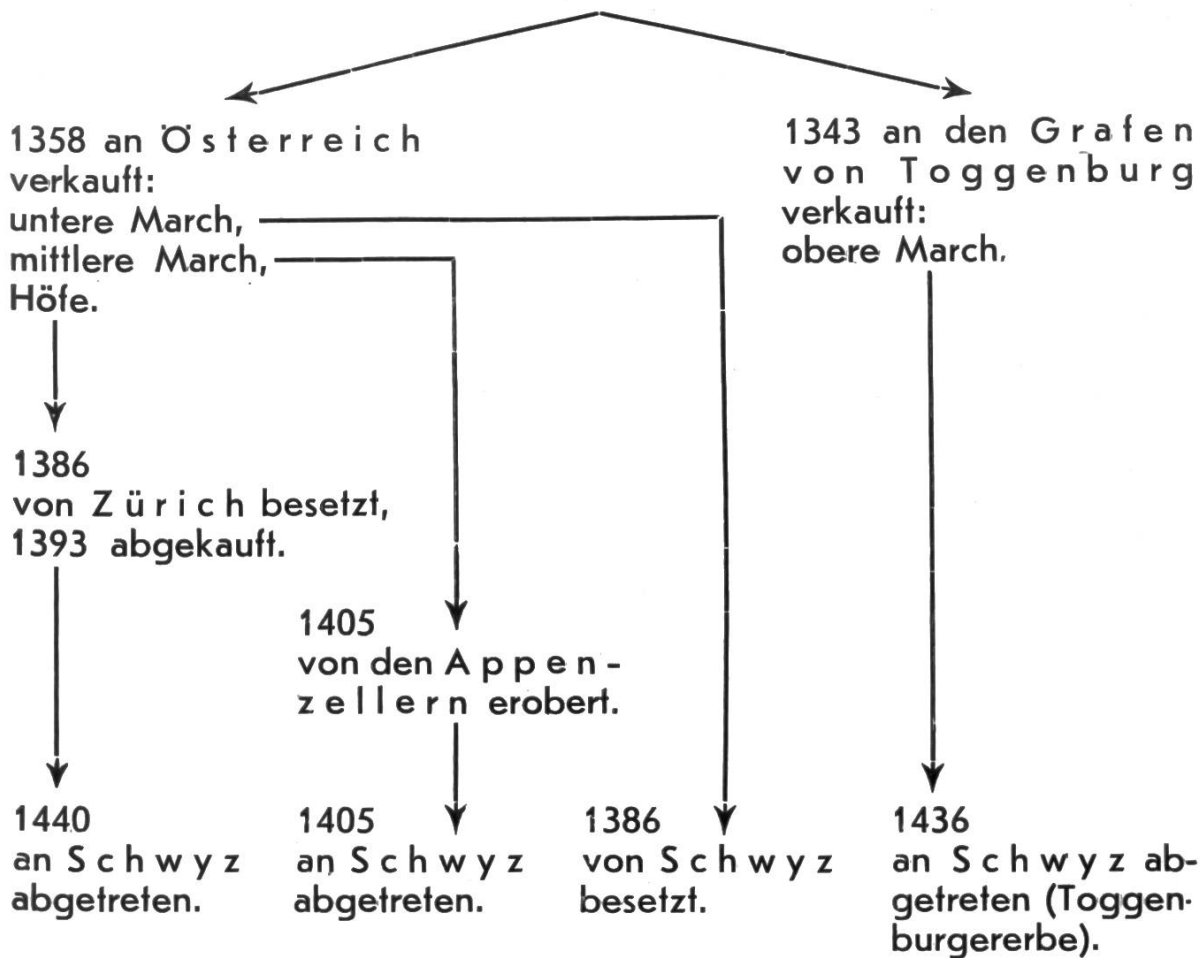 1358 an Österreich
verkauft:
untere March,
mittlere March,
Höfe.
1343 an den Grafen
von Toggenburg
verkauft:
obere March.
1386
von Zürich besetzt,
1393 abgekauft.
1405
von den Appen-
zellern erobert.
1440
an Schwyz
abgetreten.
1405
an Schwyz
abgetreten.
1386
von Schwyz
besetzt.
1436
an Schwyz ab-
getreten (Toggen-
burgererbe).